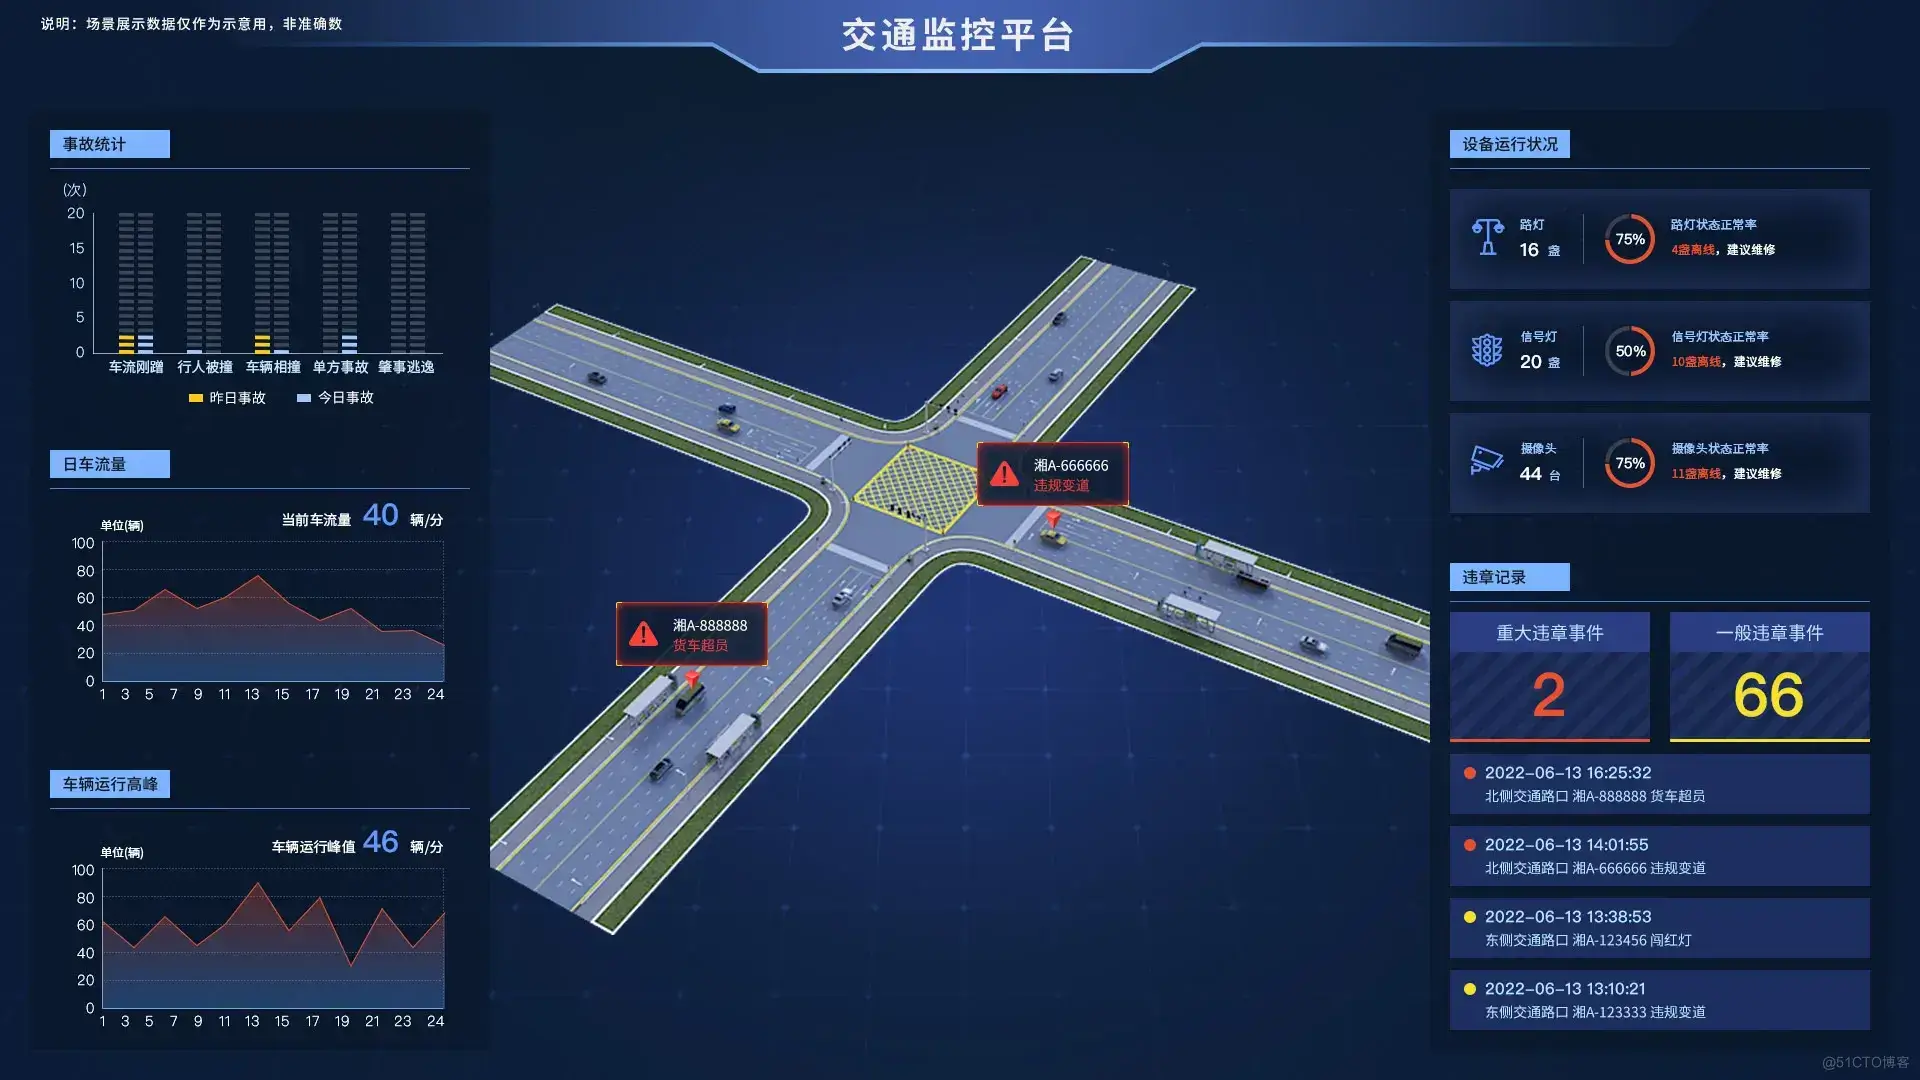 说明：场景展示数据仅作为示意用，非准确数
交通监控平台
事故统计
(次)
20
15
10
5
0
车流剐蹭 行人被撞 车辆相撞 单方事故 肇事逃逸
昨日事故 今日事故
日车流量
单位(辆) 当前车流量 40 辆/分
100
80
60
40
20
0
1 3 5 7 9 11 13 15 17 19 21 23 24
车辆运行高峰
单位(辆) 车辆运行峰值 46 辆/分
100
80
60
40
20
0
1 3 5 7 9 11 13 15 17 19 21 23 24
湘A-666666
违规变道
湘A-888888
货车超员
设备运行状况
路灯
16 盏
75%
路灯状态正常率
4盏离线，建议维修
信号灯
20 盏
50%
信号灯状态正常率
10盏离线，建议维修
摄像头
44 台
75%
摄像头状态正常率
11盏离线，建议维修
违章记录
重大违章事件
2
一般违章事件
66
2022-06-13 16:25:32
北侧交通路口 湘A-888888 货车超员
2022-06-13 14:01:55
北侧交通路口 湘A-666666 违规变道
2022-06-13 13:38:53
东侧交通路口 湘A-123456 闯红灯
2022-06-13 13:10:21
东侧交通路口 湘A-123333 违规变道
@51CTO博客